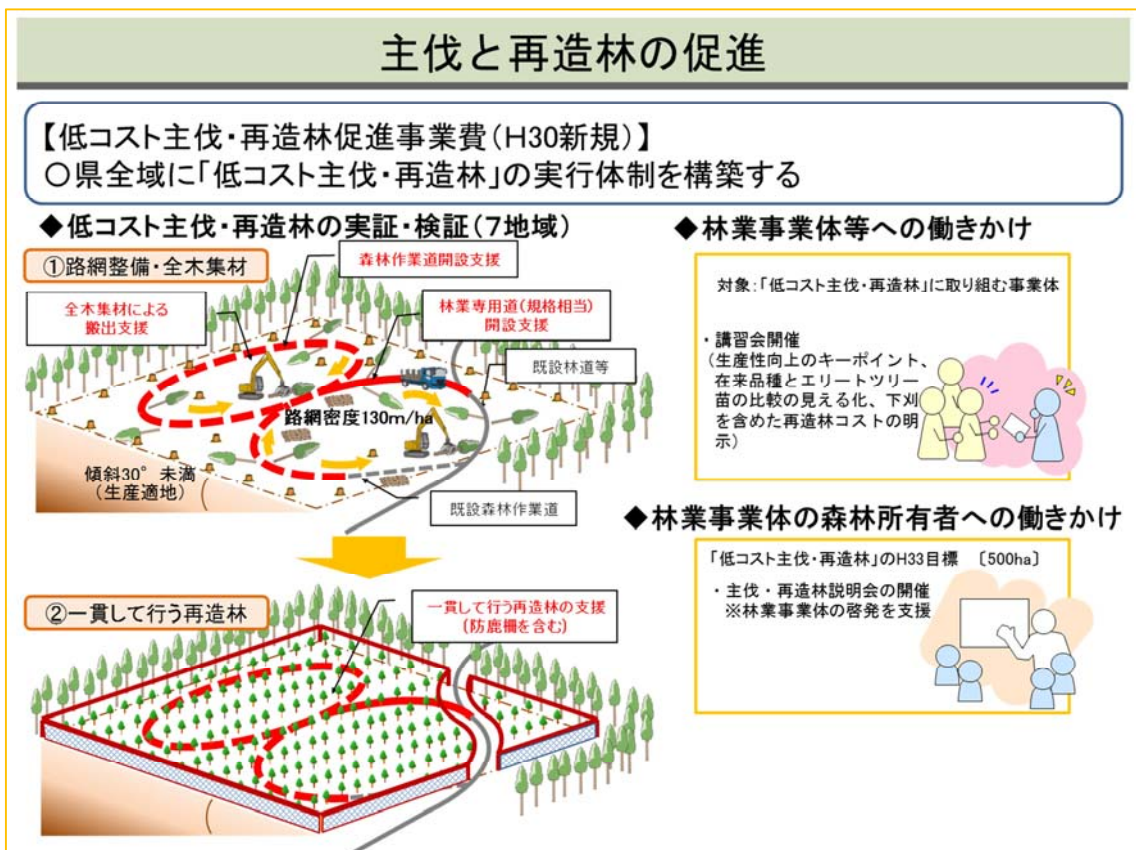 主伐と再造林の促進
【低コスト主伐・再造林促進事業費(H30新規)】
〇県全域に「低コスト主伐・再造林」の実行体制を構築する
◆低コスト主伐・再造林の実証・検証(7地域)
①路網整備・全木集材
森林作業道開設支援
全木集材による
搬出支援
林業専用道(規格相当)
開設支援
既設林道等
路網密度130m/ha
傾斜30°未満
(生産適地)
既設森林作業道
②一貫して行う再造林
一貫して行う再造林の支援
(防鹿柵を含む)
◆林業事業体等への働きかけ
対象:「低コスト主伐・再造林」に取り組む事業体
・講習会開催
(生産性向上のキーポイント、
在来品種とエリートツリー
苗の比較の見える化、下刈
を含めた再造林コストの明
示)
◆林業事業体の森林所有者への働きかけ
「低コスト主伐・再造林」のH33目標 〔500ha〕
・主伐・再造林説明会の開催
※林業事業体の啓発を支援